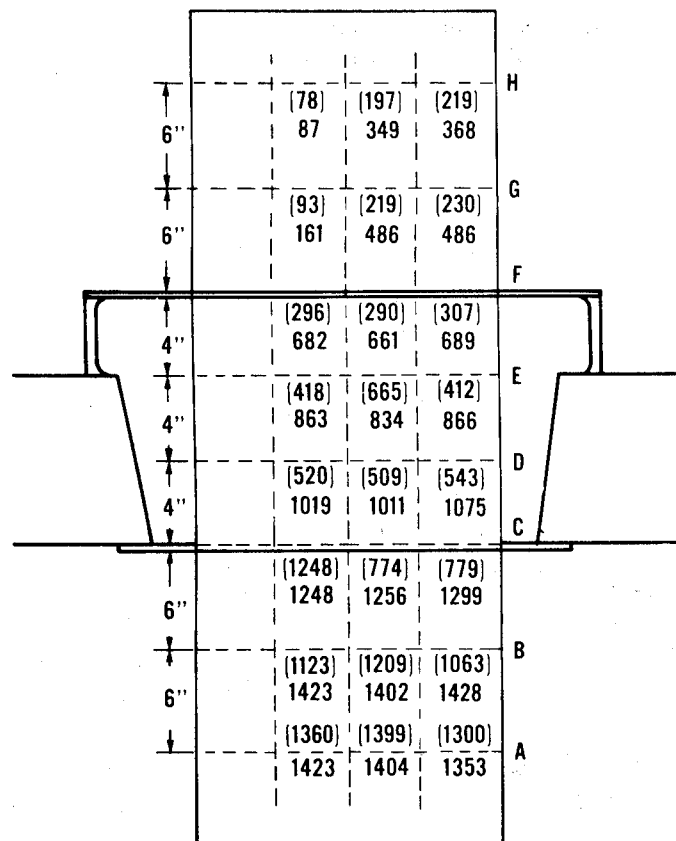 H
(78) (197) (219)
6" 87 349 368
G
(93) (219) (230)
6" 161 486 486
F
(296) (290) (307)
4" 682 661 689
E
(418) (665) (412)
4" 863 834 866
D
(520) (509) (543)
4" 1019 1011 1075
C
(1248) (774) (779)
6" 1248 1256 1299
B
(1123) (1209) (1063)
6" 1423 1402 1428
(1360) (1399) (1300)
A
1423 1404 1353